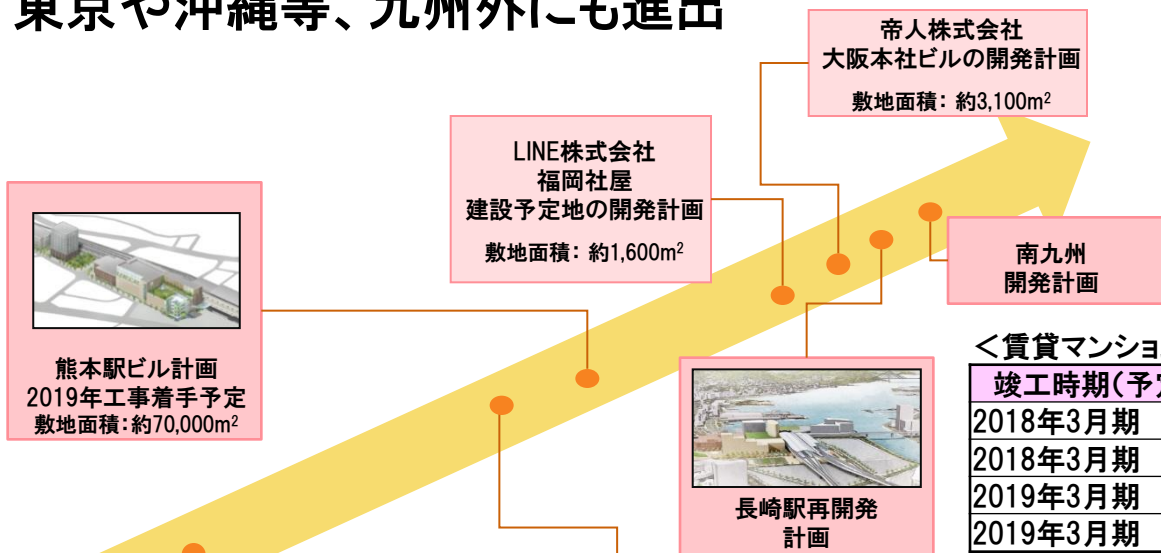 東京や沖縄等、九州外にも進出
帝人株式会社
大阪本社ビルの開発計画
敷地面積： 約3,100m²
LINE株式会社
福岡社屋
建設予定地の開発計画
敷地面積： 約1,600m²
熊本駅ビル計画
2019年工事着手予定
敷地面積：約70,000m²
南九州
開発計画
長崎駅再開発
計画
＜賃貸マンショ
竣工時期（予
2018年3月期
2018年3月期
2019年3月期
2019年3月期